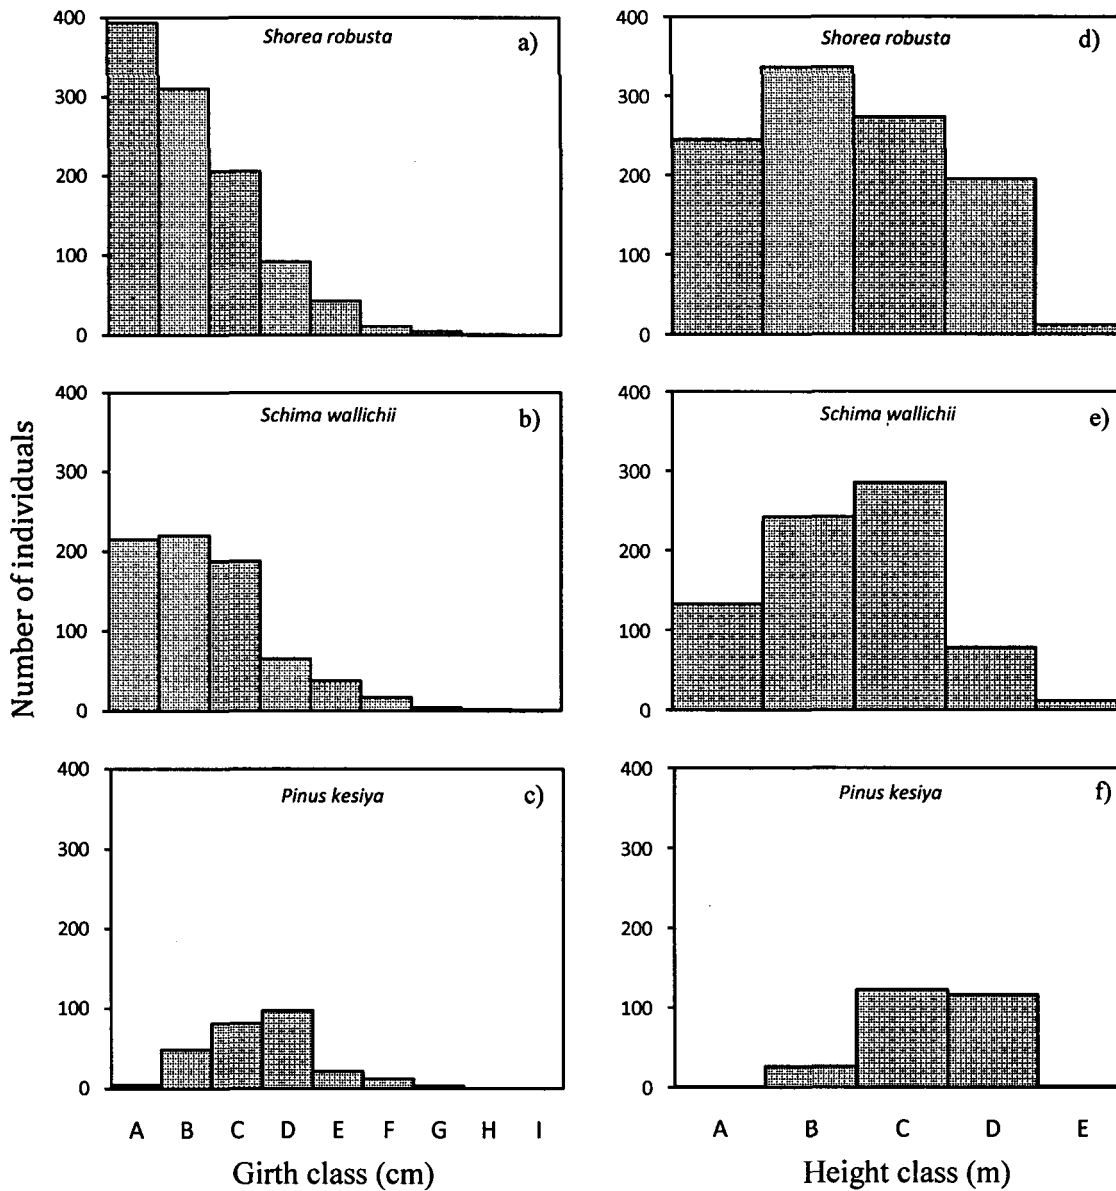 Number of individuals
400
300
200
100
0
Shorea robusta
a)
400
300
200
100
0
Shorea robusta
d)
400
300
200
100
0
Schima wallichii
b)
400
300
200
100
0
Schima wallichii
e)
400
300
200
100
0
Pinus kesiya
c)
A B C D E F G H I
Girth class (cm)
400
300
200
100
0
Pinus kesiya
f)
A B C D E
Height class (m)